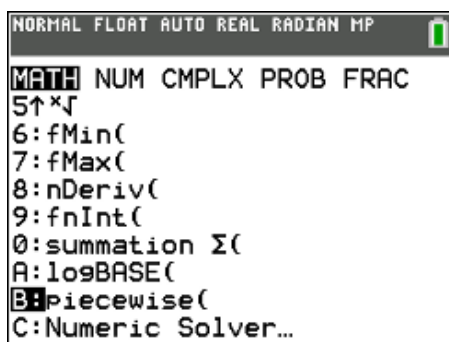 NORMAL FLOAT AUTO REAL RADIAN MP
MATH NUM CMPLX PROB FRAC
5↑ˣ√
6:fMin(
7:fMax(
8:nDeriv(
9:fnInt(
0:summation Σ(
A:logBASE(
B:piecewise(
C:Numeric Solver…